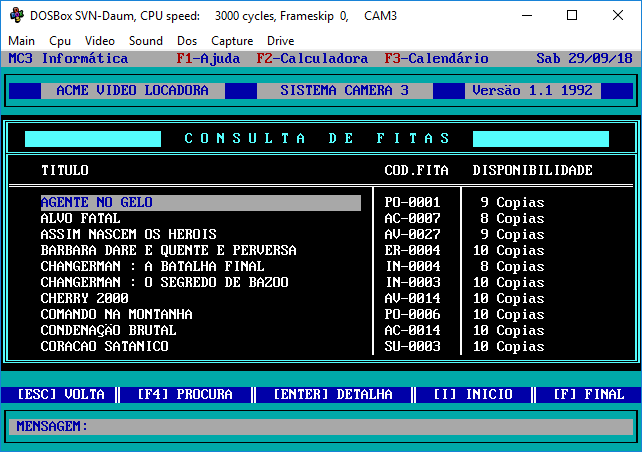 DOSBox SVN-Daum, CPU speed: 3000 cycles, Frameskip 0, CAM3
Main Cpu Video Sound Dos Capture Drive
MC3 Informática F1-Ajuda F2-Calculadora F3-Calendário Sab 29/09/18
ACME VIDEO LOCADORA SISTEMA CAMERA 3 Versão 1.1 1992
CONSULTA DE FITAS
TITULO COD.FITA DISPONIBILIDADE
AGENTE NO GELO PO-0001 9 Copias
ALVO FATAL AC-0007 8 Copias
ASSIM NASCEM OS HEROIS AV-0027 9 Copias
BARBARA DARE E QUENTE E PERVERSA ER-0004 10 Copias
CHANGERMAN : A BATALHA FINAL IN-0004 8 Copias
CHANGERMAN : O SEGREDO DE BAZOO IN-0003 10 Copias
CHERRY 2000 AV-0014 10 Copias
COMANDO NA MONTANHA PO-0006 10 Copias
CONDENAÇÃO BRUTAL AC-0014 10 Copias
CORACAO SATANICO SU-0003 10 Copias
[ESC] VOLTA [F4] PROCURA [ENTER] DETALHA [I] INICIO [F] FINAL
MENSAGEM: